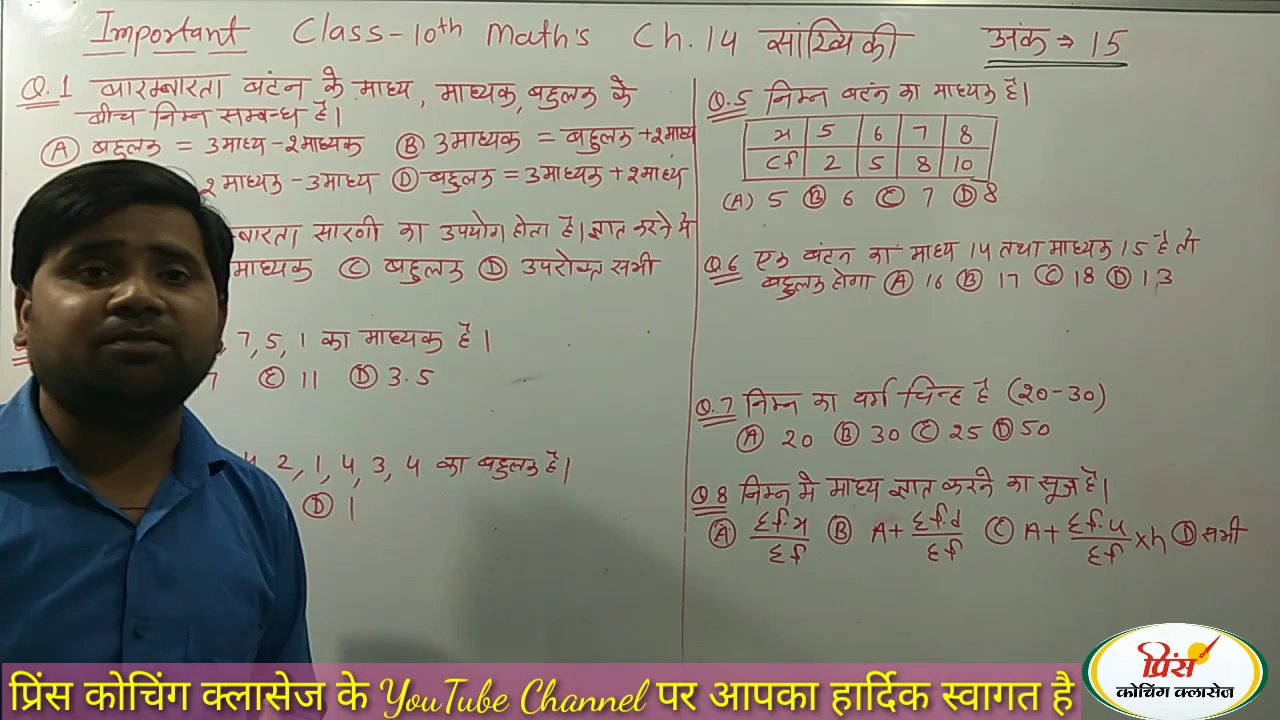 Important Class-10th Math's Ch.14 सांख्यिकी अंक ⇒ 15
Q.1 बारम्बारता बटंन के माध्य, माध्यक, बहुलक के
बीच निम्न सम्बन्ध है।
Ⓐ बहुलक = 3माध्य - 2माध्यक Ⓑ 3माध्यक = बहुलक + 2माध्य
2माध्यक - 3माध्य Ⓓ बहुलक = 3माध्यक + 2माध्य
बारता सारणी का उपयोग होता है। ज्ञात करने में
माध्यक Ⓒ बहुलक Ⓓ उपरोक्त सभी
7, 5, 1 का माध्यक है।
7 Ⓒ 11 Ⓓ 3.5
4, 2, 1, 4, 3, 4 का बहुलक है।
Ⓓ 1
Q.5 निम्न बटंन का माध्यक है।
x 5 6 7 8
cf 2 5 8 10
(A) 5 Ⓑ 6 Ⓒ 7 Ⓓ 8
Q.6 एक बंटन का माध्य 14 तथा माध्यक 15 है तो
बहुलक होगा Ⓐ 16 Ⓑ 17 Ⓒ 18 Ⓓ 13
Q.7 निम्न का वर्ग चिन्ह है (20-30)
Ⓐ 20 Ⓑ 30 Ⓒ 25 Ⓓ 50
Q8 निम्न मे माध्य ज्ञात करने का सूत्र है।
Ⓐ Σf.x/Σf Ⓑ A+ Σf.d/Σf Ⓒ A+ Σf.u/Σf ×h Ⓓ सभी
प्रिंस
कोचिंग क्लासेज
प्रिंस कोचिंग क्लासेज के YouTube Channel पर आपका हार्दिक स्वागत है